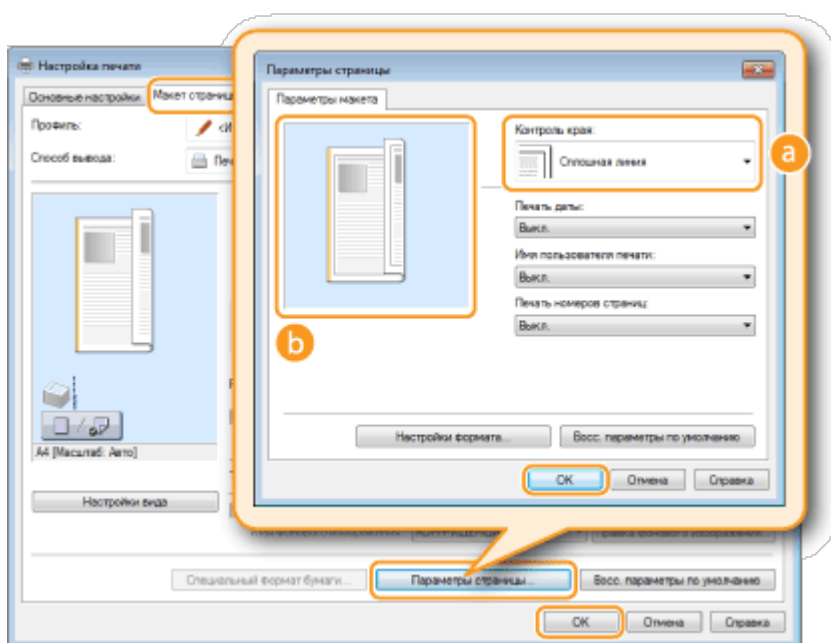 Настройка печати
Основные настройки
Макет страницы
Профиль:
Способ вывода:
A4 [Масштаб: Авто]
Настройки вида
Специальный формат бумаги...
Параметры страницы...
Восс. параметры по умолчанию
OK
Отмена
Справка
Параметры страницы
Параметры макета
Контроль края:
Сплошная линия
a
Печать даты:
Выкл.
Имя пользователя печати:
Выкл.
Печать номеров страниц:
Выкл.
b
Настройки формата...
Восс. параметры по умолчанию
OK
Отмена
Справка